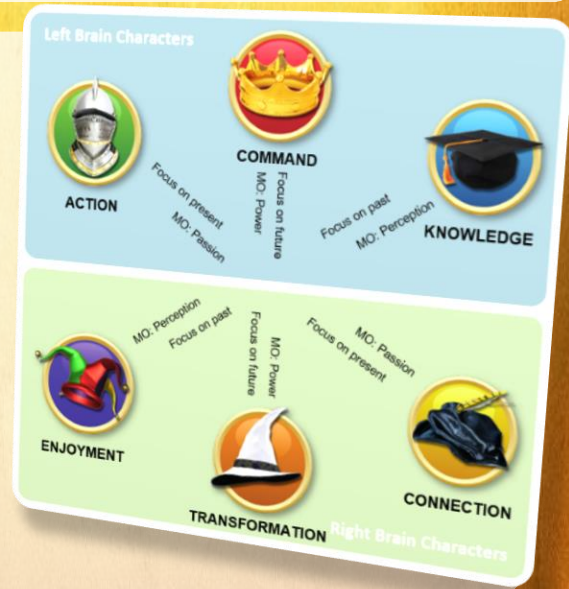 Left Brain Characters
COMMAND
ACTION
KNOWLEDGE
Focus on present
MO: Passion
Focus on future
MO: Power
Focus on past
MO: Perception
MO: Perception
Focus on past
MO: Power
Focus on future
MO: Passion
Focus on present
ENJOYMENT
TRANSFORMATION
CONNECTION
Right Brain Characters